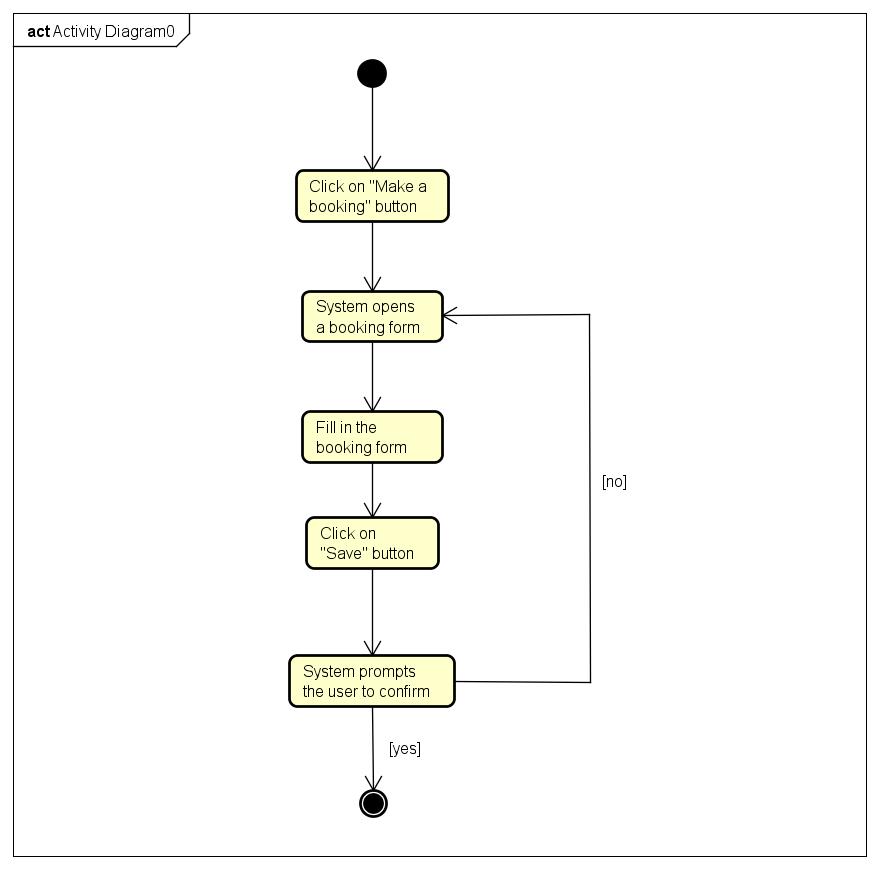 act Activity Diagram0
Click on "Make a
booking" button
System opens
a booking form
Fill in the
booking form
[no]
Click on
"Save" button
System prompts
the user to confirm
[yes]